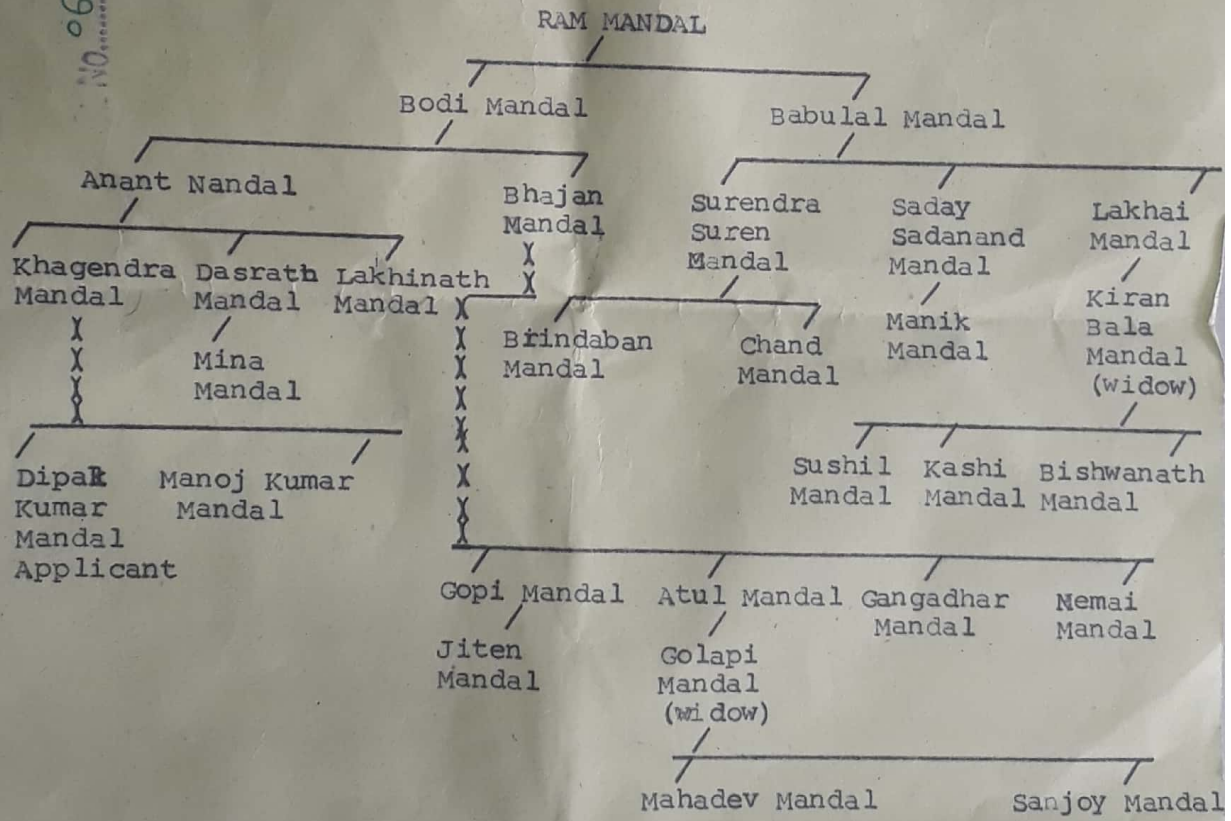 06
NO.
RAM MANDAL
Bodi Mandal Babulal Mandal
Anant Nandal Bhajan Surendra Saday Lakhai
Mandal Suren Sadanand Mandal
Khagendra Dasrath Lakhinath Mandal Mandal
Mandal Mandal Mandal Kiran
Brindaban Chand Manik Bala
Mina Mandal Mandal Mandal Mandal
Mandal (widow)
Sushil Kashi Bishwanath
Dipak Manoj Kumar Mandal Mandal Mandal
Kumar Mandal
Mandal
Applicant
Gopi Mandal Atul Mandal Gangadhar Nemai
Mandal Mandal
Jiten Golapi
Mandal Mandal
(widow)
Mahadev Mandal Sanjoy Mandal